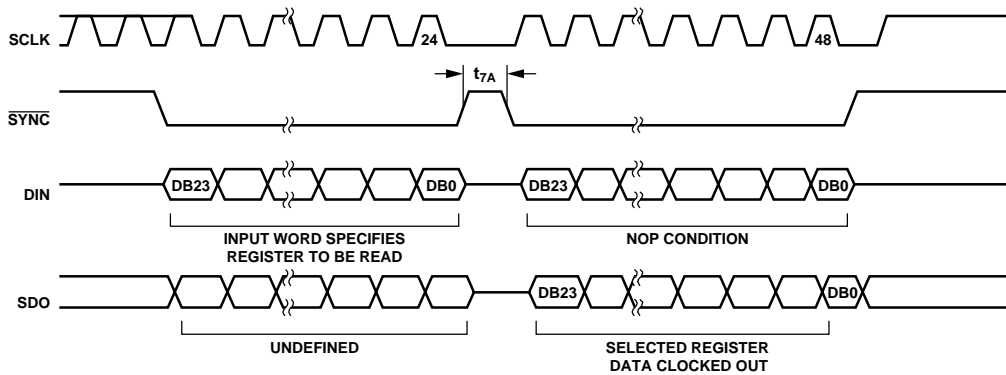 SCLK
24
48
t7A
SYNC
DIN
DB23
DB0
DB23
DB0
INPUT WORD SPECIFIES
REGISTER TO BE READ
NOP CONDITION
SDO
DB23
DB0
UNDEFINED
SELECTED REGISTER
DATA CLOCKED OUT